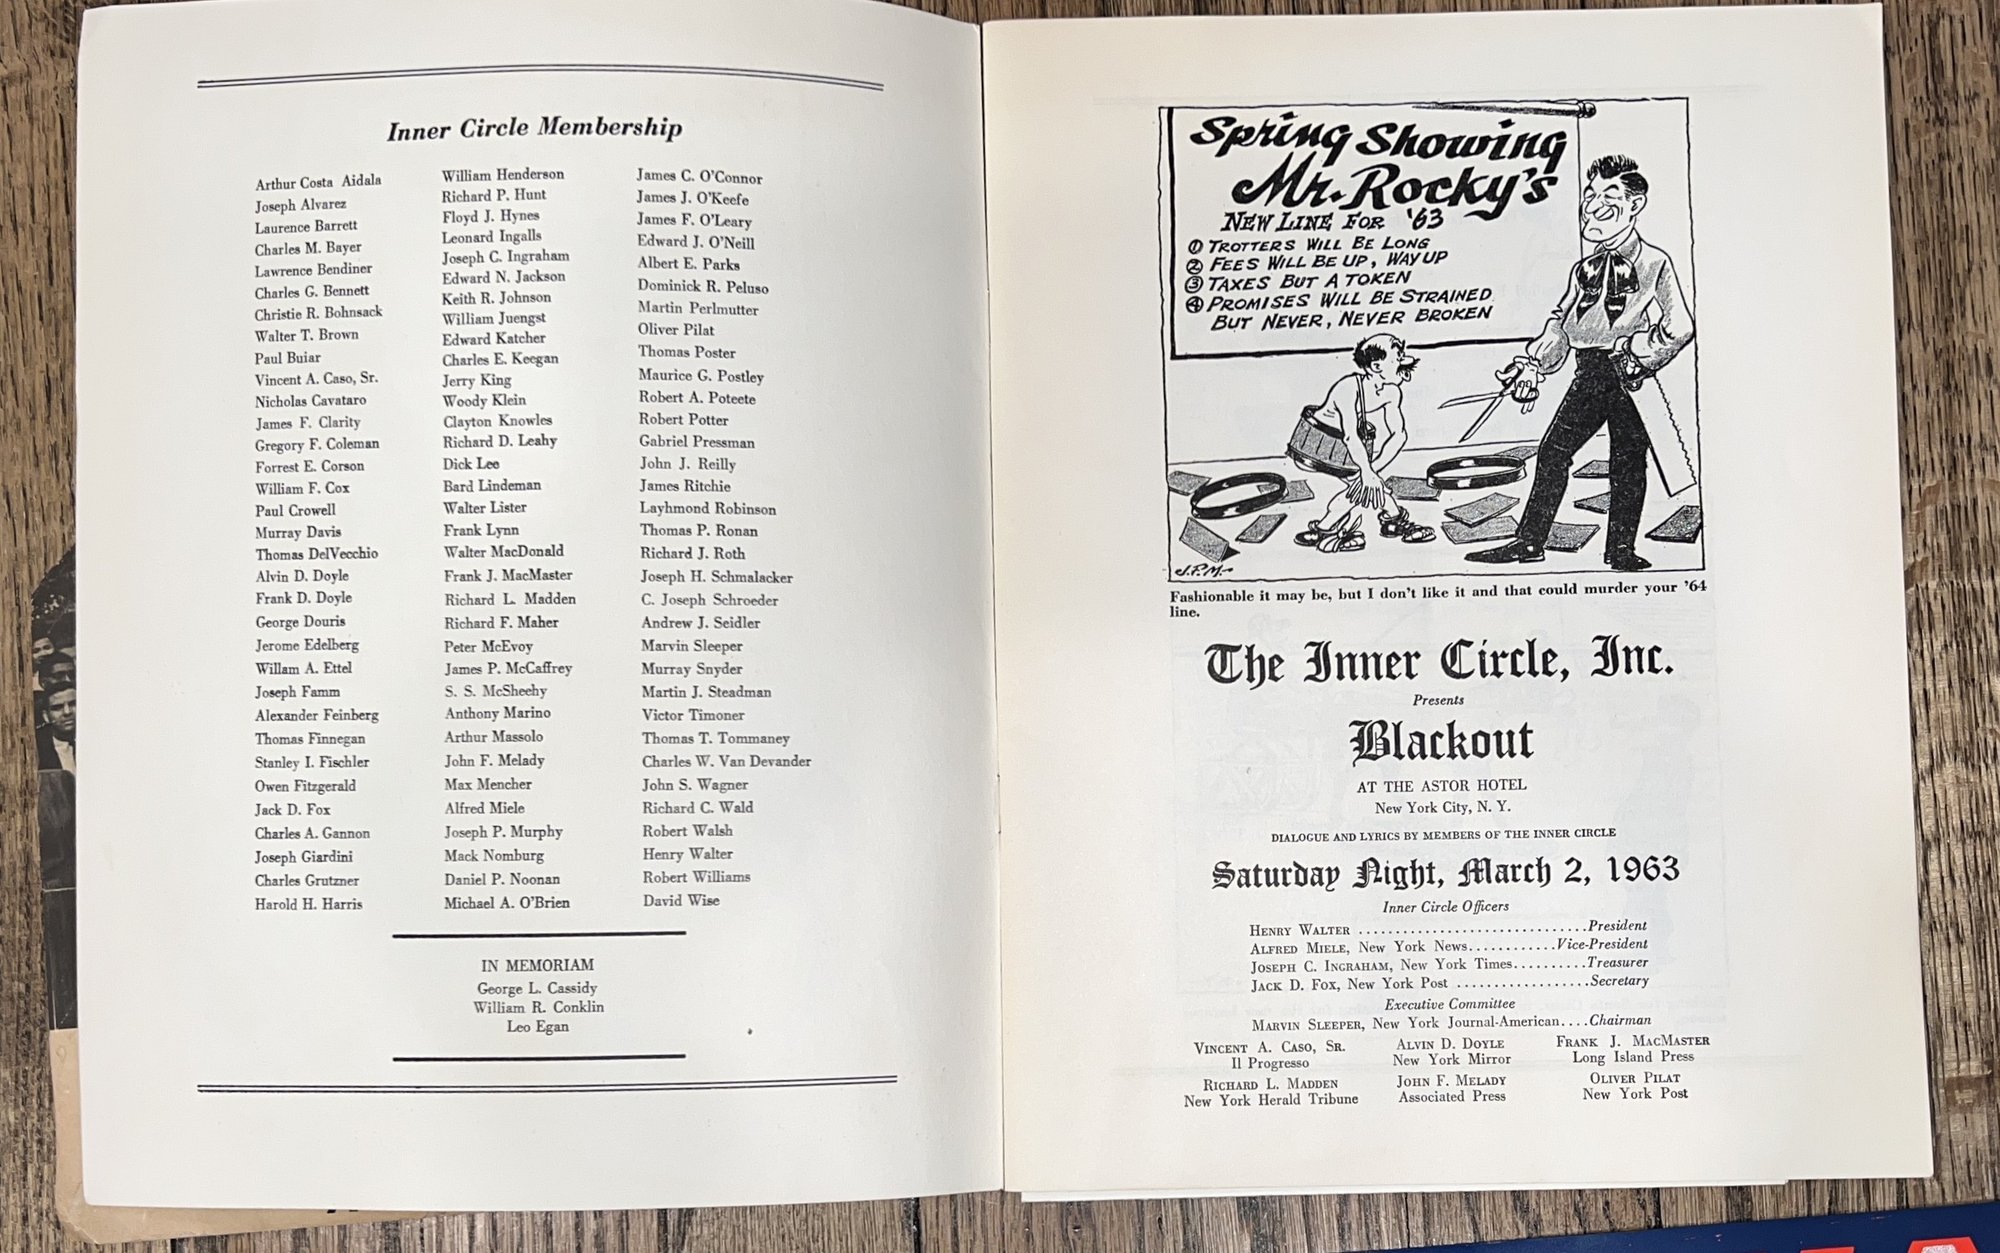 Inner Circle Membership
Arthur Costa Aidala
Joseph Alvarez
Laurence Barrett
Charles M. Bayer
Lawrence Bendiner
Charles G. Bennett
Christie R. Bohnsack
Walter T. Brown
Paul Buiar
Vincent A. Caso, Sr.
Nicholas Cavataro
James F. Clarity
Gregory F. Coleman
Forrest E. Corson
William F. Cox
Paul Crowell
Murray Davis
Thomas DelVecchio
Alvin D. Doyle
Frank D. Doyle
George Douris
Jerome Edelberg
Willam A. Ettel
Joseph Famm
Alexander Feinberg
Thomas Finnegan
Stanley I. Fischler
Owen Fitzgerald
Jack D. Fox
Charles A. Gannon
Joseph Giardini
Charles Grutzner
Harold H. Harris
William Henderson
Richard P. Hunt
Floyd J. Hynes
Leonard Ingalls
Joseph C. Ingraham
Edward N. Jackson
Keith R. Johnson
William Juengst
Edward Katcher
Charles E. Keegan
Jerry King
Woody Klein
Clayton Knowles
Richard D. Leahy
Dick Lee
Bard Lindeman
Walter Lister
Frank Lynn
Walter MacDonald
Frank J. MacMaster
Richard L. Madden
Richard F. Maher
Peter McEvoy
James P. McCaffrey
S. S. McSheehy
Anthony Marino
Arthur Massolo
John F. Melady
Max Mencher
Alfred Miele
Joseph P. Murphy
Mack Nomburg
Daniel P. Noonan
Michael A. O'Brien
James C. O'Connor
James J. O'Keefe
James F. O'Leary
Edward J. O'Neill
Albert E. Parks
Dominick R. Peluso
Martin Perlmutter
Oliver Pilat
Thomas Poster
Maurice G. Postley
Robert A. Poteete
Robert Potter
Gabriel Pressman
John J. Reilly
James Ritchie
Layhmond Robinson
Thomas P. Ronan
Richard J. Roth
Joseph H. Schmalacker
C. Joseph Schroeder
Andrew J. Seidler
Marvin Sleeper
Murray Snyder
Martin J. Steadman
Victor Timoner
Thomas T. Tommaney
Charles W. Van Devander
John S. Wagner
Richard C. Wald
Robert Walsh
Henry Walter
Robert Williams
David Wise
IN MEMORIAM
George L. Cassidy
William R. Conklin
Leo Egan
Spring Showing
Mr. Rocky's
NEW LINE FOR '63
① TROTTERS WILL BE LONG
② FEES WILL BE UP, WAY UP
③ TAXES BUT A TOKEN
④ PROMISES WILL BE STRAINED
BUT NEVER, NEVER BROKEN
J.P.M.
Fashionable it may be, but I don't like it and that could murder your '64
line.
The Inner Circle, Inc.
Presents
Blackout
AT THE ASTOR HOTEL
New York City, N. Y.
DIALOGUE AND LYRICS BY MEMBERS OF THE INNER CIRCLE
Saturday Night, March 2, 1963
Inner Circle Officers
HENRY WALTER ...............................President
ALFRED MIELE, New York News............Vice-President
JOSEPH C. INGRAHAM, New York Times..........Treasurer
JACK D. FOX, New York Post ..................Secretary
Executive Committee
MARVIN SLEEPER, New York Journal-American....Chairman
VINCENT A. CASO, SR. ALVIN D. DOYLE FRANK J. MACMASTER
Il Progresso New York Mirror Long Island Press
RICHARD L. MADDEN JOHN F. MELADY OLIVER PILAT
New York Herald Tribune Associated Press New York Post